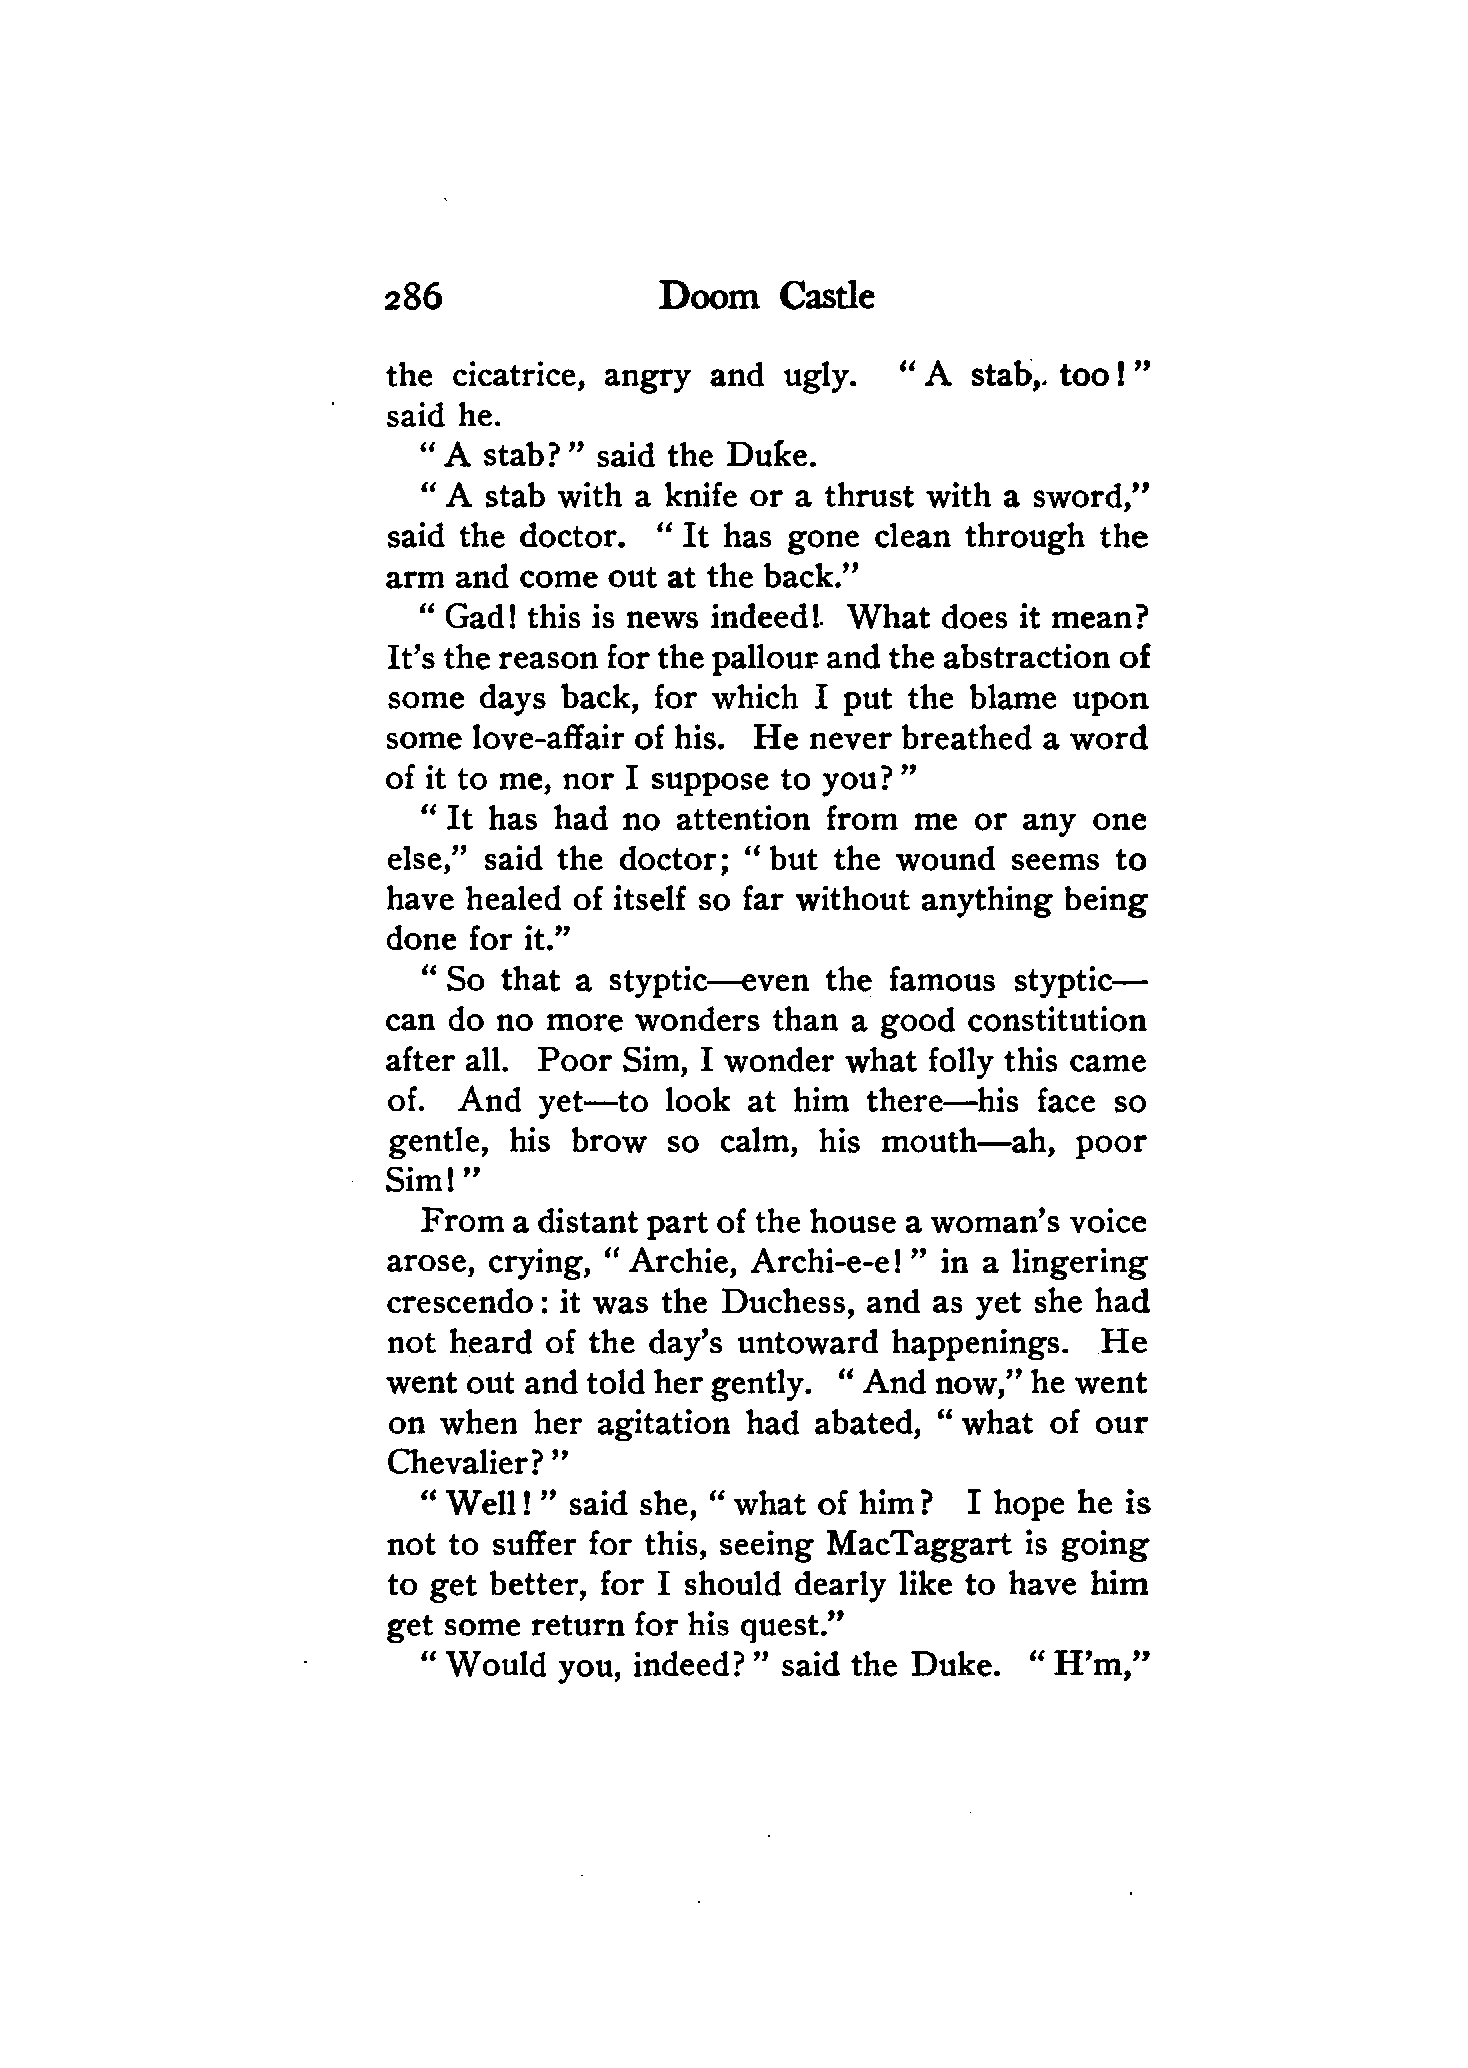 286 Doom Castle
the cicatrice, angry and ugly. “ A stab, too! ”
said he.
“ A stab? ” said the Duke.
“ A stab with a knife or a thrust with a sword,”
said the doctor. “ It has gone clean through the
arm and come out at the back.”
“ Gad! this is news indeed! What does it mean?
It’s the reason for the pallour and the abstraction of
some days back, for which I put the blame upon
some love-affair of his. He never breathed a word
of it to me, nor I suppose to you? ”
“ It has had no attention from me or any one
else,” said the doctor; “ but the wound seems to
have healed of itself so far without anything being
done for it.”
“ So that a styptic—even the famous styptic—
can do no more wonders than a good constitution
after all. Poor Sim, I wonder what folly this came
of. And yet—to look at him there—his face so
gentle, his brow so calm, his mouth—ah, poor
Sim! ”
From a distant part of the house a woman’s voice
arose, crying, “ Archie, Archi-e-e! ” in a lingering
crescendo: it was the Duchess, and as yet she had
not heard of the day’s untoward happenings. He
went out and told her gently. “ And now,” he went
on when her agitation had abated, “ what of our
Chevalier? ”
“ Well! ” said she, “ what of him? I hope he is
not to suffer for this, seeing MacTaggart is going
to get better, for I should dearly like to have him
get some return for his quest.”
“ Would you, indeed? ” said the Duke. “ H’m,”